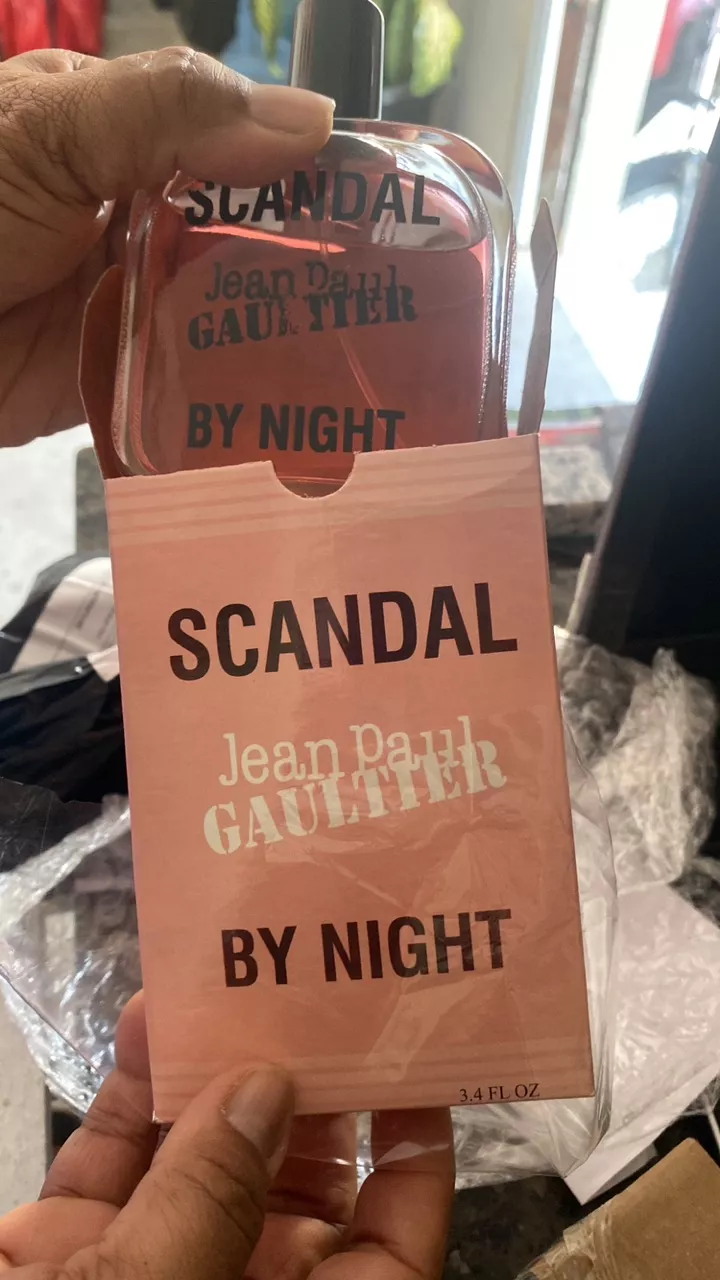 SCANDAL
Jean Paul
GAULTIER
BY NIGHT
SCANDAL
Jean Paul
GAULTIER
BY NIGHT
3.4 FL OZ